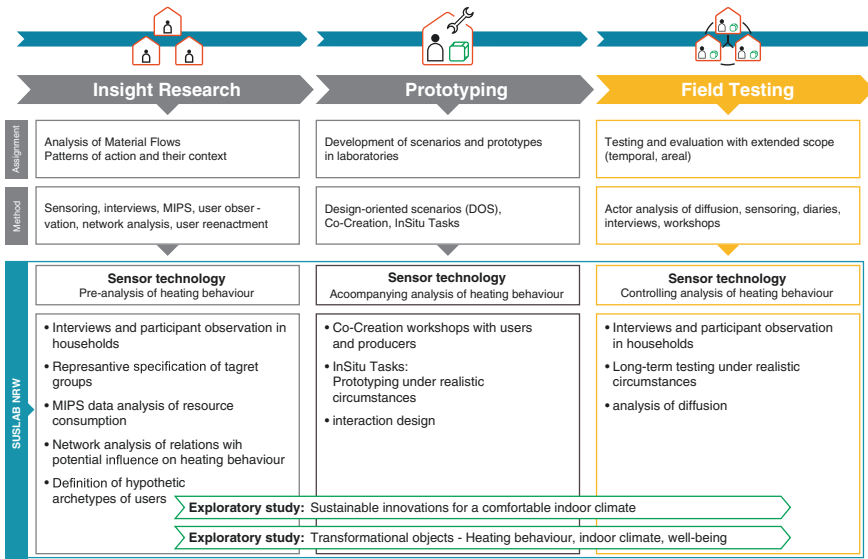 Insight Research
Prototyping
Field Testing
Assignment
Analysis of Material Flows
Patterns of action and their context
Development of scenarios and prototypes
in laboratories
Testing and evaluation with extended scope
(temporal, areal)
Method
Sensoring, interviews, MIPS, user obser -
vation, network analysis, user reenactment
Design-oriented scenarios (DOS),
Co-Creation, InSitu Tasks
Actor analysis of diffusion, sensoring, diaries,
interviews, workshops
SUSLAB NRW
Sensor technology
Pre-analysis of heating behaviour
• Interviews and participant observation in
households
• Represantive specification of tagret
groups
• MIPS data analysis of resource
consumption
• Network analysis of relations wih
potential influence on heating behaviour
• Definition of hypothetic
archetypes of users
Sensor technology
Acoompanying analysis of heating behaviour
• Co-Creation workshops with users
and producers
• InSitu Tasks:
Prototyping under realistic
circumstances
• interaction design
Sensor technology
Controlling analysis of heating behaviour
• Interviews and participant observation
in households
• Long-term testing under realistic
circumstances
• analysis of diffusion
Exploratory study: Sustainable innovations for a comfortable indoor climate
Exploratory study: Transformational objects - Heating behaviour, indoor climate, well-being